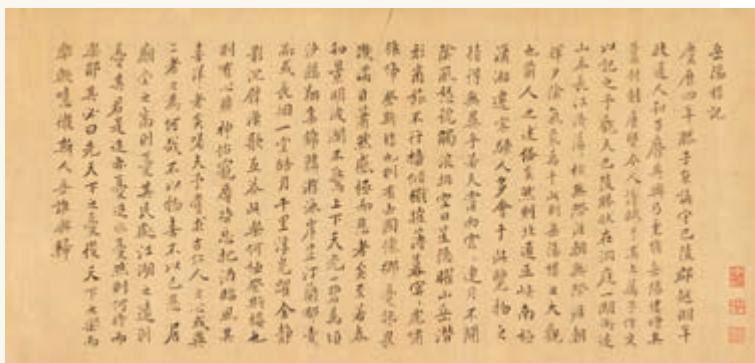 岳陽樓記
慶曆四年滕子京謫守巴陵郡越明年
政通人和百廢具興乃重修岳陽樓增其
舊制刻唐賢今人詩賦于其上屬予作文
以記之予觀夫巴陵勝狀在洞庭一湖銜遠
山吞長江浩浩蕩蕩橫無際涯朝
暉夕陰氣象萬千此則岳陽樓之大觀
也前人之述備矣然則北通巫峽南極
瀟湘遷客騷人多會于此覽物之
情得無異乎若夫霪雨霏霏連月不開
陰風怒號濁浪排空日星隱曜山岳潛
形商旅不行檣傾楫摧薄暮冥冥虎嘯
猿啼登斯樓也則有去國懷鄉憂讒畏
譏滿目蕭然感極而悲者矣至若春
和景明波瀾不驚上下天光一碧萬頃
沙鷗翔集錦鱗游泳岸芷汀蘭郁郁青青
而或長烟一空皓月千里浮光耀金靜
影沉璧漁歌互答此樂何極登斯樓也
則有心曠神怡寵辱皆忘把酒臨風其
喜洋洋者矣嗟夫予嘗求古仁人之心或異
二者之為何哉不以物喜不以己悲居
廟堂之高則憂其民處江湖之遠則
憂其君是進亦憂退亦憂然則何時而
樂耶其必曰先天下之憂後天下之樂而
樂歟噫微斯人吾誰與歸